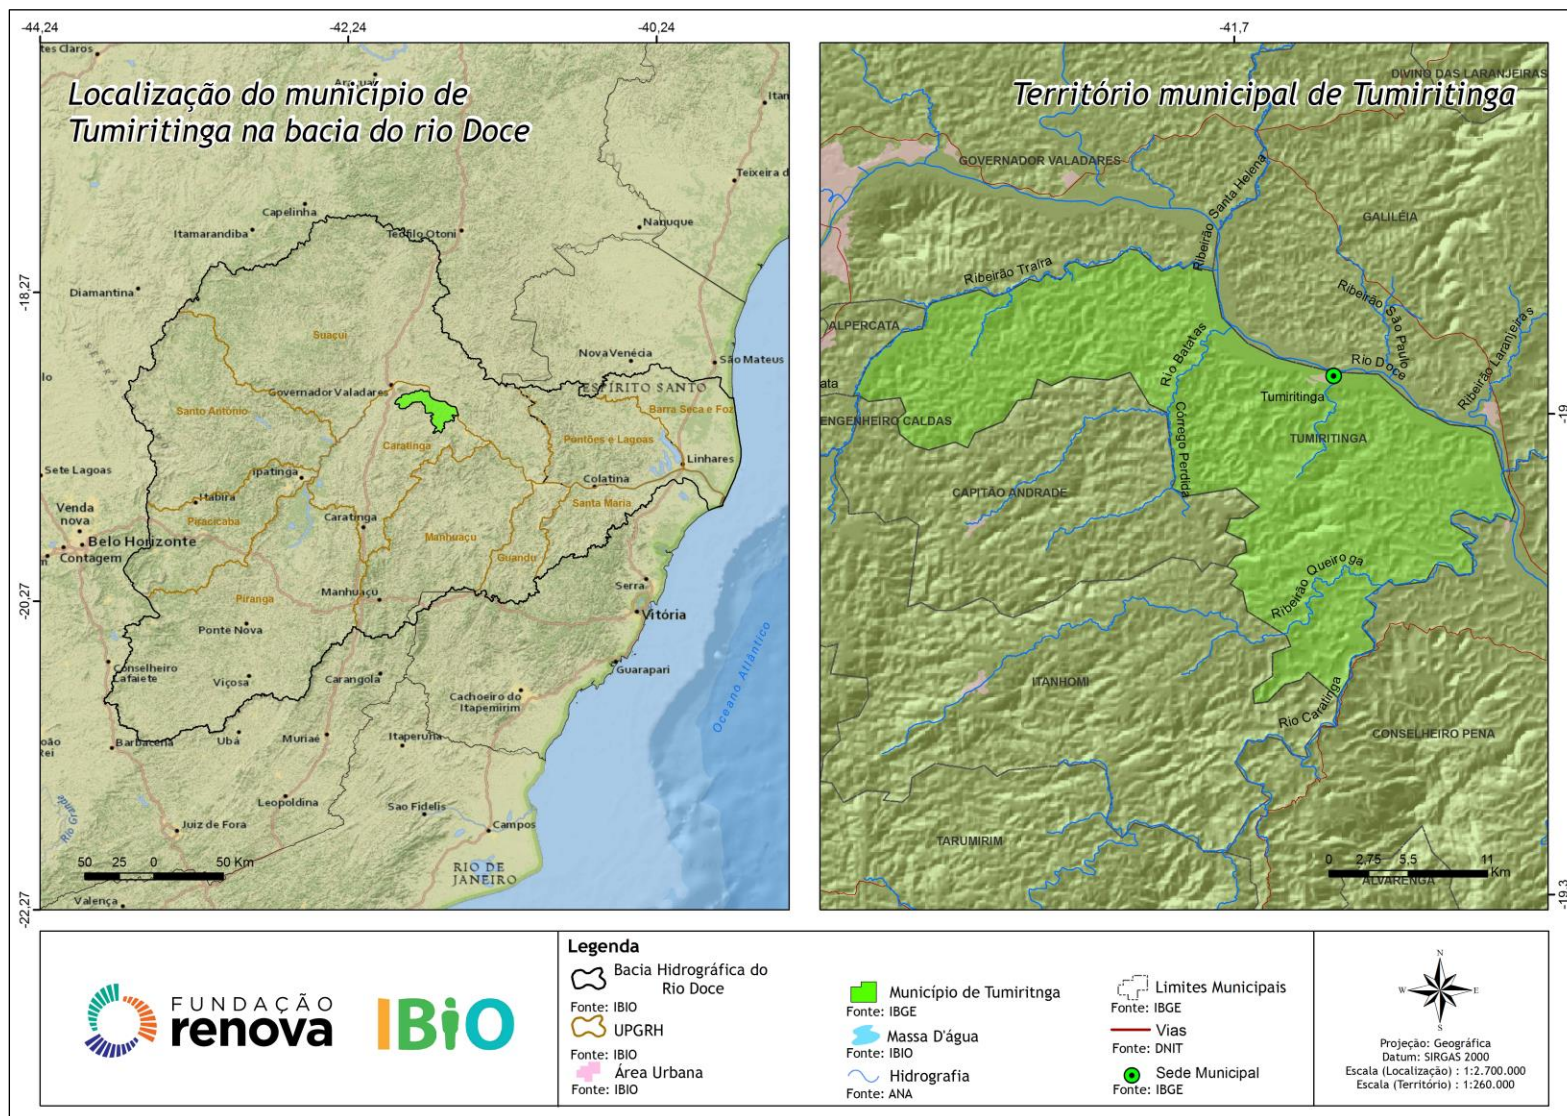 -44,24
-42,24
-40,24
-18,27
-20,27
-22,27
Localização do município de
Tumiritinga na bacia do rio Doce
tes Claros
Araçuaí
Itan
Teixeira d
Capelinha
Itamarandiba
Teófilo Otoni
Nanuque
Diamantina
SERRA
Suaçuí
Nova Venécia
São Mateus
ESPÍRITO SANTO
Governador Valadares
Santo Antônio
Barra Seca e Foz
Caratinga
Pontões e Lagoas
Linhares
Sete Lagoas
Ipatinga
Colatina
Itabira
Santa Maria
Venda
nova
Piracicaba
Caratinga
Manhuaçu
Belo Horizonte
Contagem
Guandu
Serra
Piranga
Manhuaçu
Vitória
Ponte Nova
Conselheiro
Lafaiete
Viçosa
Carangola
Guarapari
Cachoeiro do
Itapemirim
Oceano Atlântico
Barbacena
Ubá
Muriaé
Itaperuna
Rio Grande
Leopoldina
Sao Fidelis
Juiz de Fora
Campos
RIO DE
JANEIRO
Valença
50 25 0 50 Km
-41,7
-19
-19,3
Território municipal de Tumiritinga
DIVINO DAS LARANJEIRAS
GOVERNADOR VALADARES
Ribeirão Santa Helena
GALILÉIA
Ribeirão Traíra
Ribeirão São Paulo
Ribeirão Laranjeiras
ALPERCATA
Rio Batatas
Rio Doce
ata
Tumiritinga
ENGENHEIRO CALDAS
Córrego Perdida
TUMIRITINGA
CAPITÃO ANDRADE
Ribeirão Queiroga
ITANHOMI
Rio Caratinga
CONSELHEIRO PENA
TARUMIRIM
ALVARENGA
0 2,75 5,5 11
Km
FUNDAÇÃO
renova
IBiO
Legenda
Bacia Hidrográfica do
Rio Doce
Fonte: IBIO
UPGRH
Fonte: IBIO
Área Urbana
Fonte: IBIO
Município de Tumiritnga
Fonte: IBGE
Massa D'água
Fonte: IBIO
Hidrografia
Fonte: ANA
Limites Municipais
Fonte: IBGE
Vias
Fonte: DNIT
Sede Municipal
Fonte: IBGE
N
W E
S
Projeção: Geográfica
Datum: SIRGAS 2000
Escala (Localização) : 1:2.700.000
Escala (Território) : 1:260.000